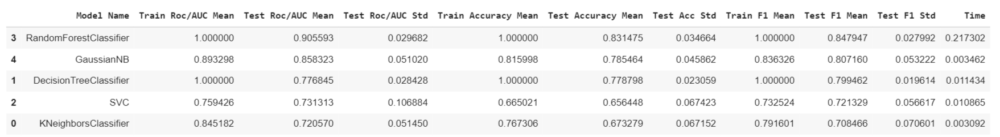 Model Name Train Roc/AUC Mean Test Roc/AUC Mean Test Roc/AUC Std Train Accuracy Mean Test Accuracy Mean Test Acc Std Train F1 Mean Test F1 Mean Test F1 Std Time
3 RandomForestClassifier 1.000000 0.905593 0.029682 1.000000 0.831475 0.034664 1.000000 0.847947 0.027992 0.217302
4 GaussianNB 0.893298 0.858323 0.051020 0.815998 0.785464 0.045862 0.836326 0.807160 0.053222 0.003462
1 DecisionTreeClassifier 1.000000 0.776845 0.028428 1.000000 0.778798 0.023059 1.000000 0.799462 0.019614 0.011434
2 SVC 0.759426 0.731313 0.106884 0.665021 0.656448 0.067423 0.732524 0.721329 0.056617 0.010865
0 KNeighborsClassifier 0.845182 0.720570 0.051450 0.767306 0.673279 0.067152 0.791601 0.708466 0.070601 0.003092